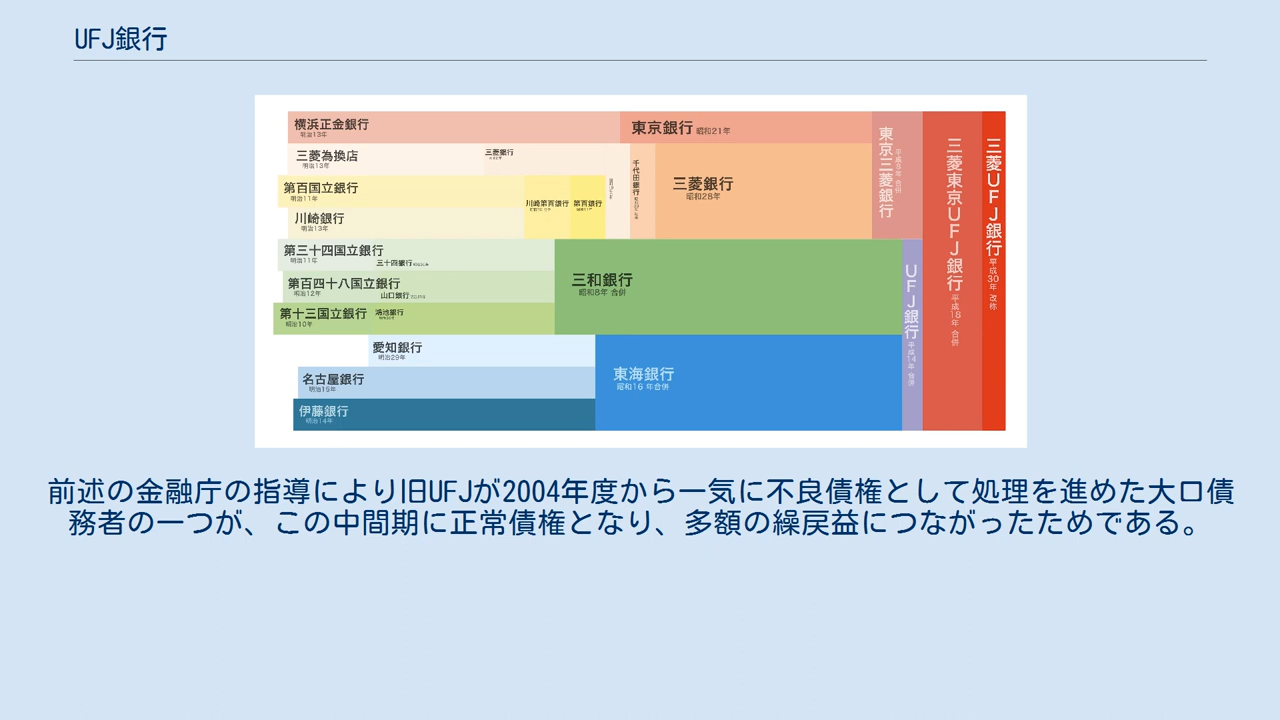 UFJ銀行
横浜正金銀行
明治13年
東京銀行 昭和21年
三菱為換店
明治13年
三菱銀行
第百国立銀行
明治11年
川崎銀行
明治13年
川崎第百銀行
第百銀行
千代田銀行
三菱銀行
昭和28年
東京三菱銀行 平成8年 合併
第三十四国立銀行
明治11年
三十四銀行
第百四十八国立銀行
明治12年
山口銀行
第十三国立銀行
明治10年
鴻池銀行
三和銀行
昭和8年 合併
愛知銀行
明治29年
名古屋銀行
明治15年
伊藤銀行
明治14年
東海銀行
昭和16 年合併
UFJ銀行 平成14年 合併
三菱東京UFJ銀行 平成18年 合併
三菱UFJ銀行 平成30年 改称
前述の金融庁の指導により旧UFJが2004年度から一気に不良債権として処理を進めた大口債
務者の一つが、この中間期に正常債権となり、多額の繰戻益につながったためである。